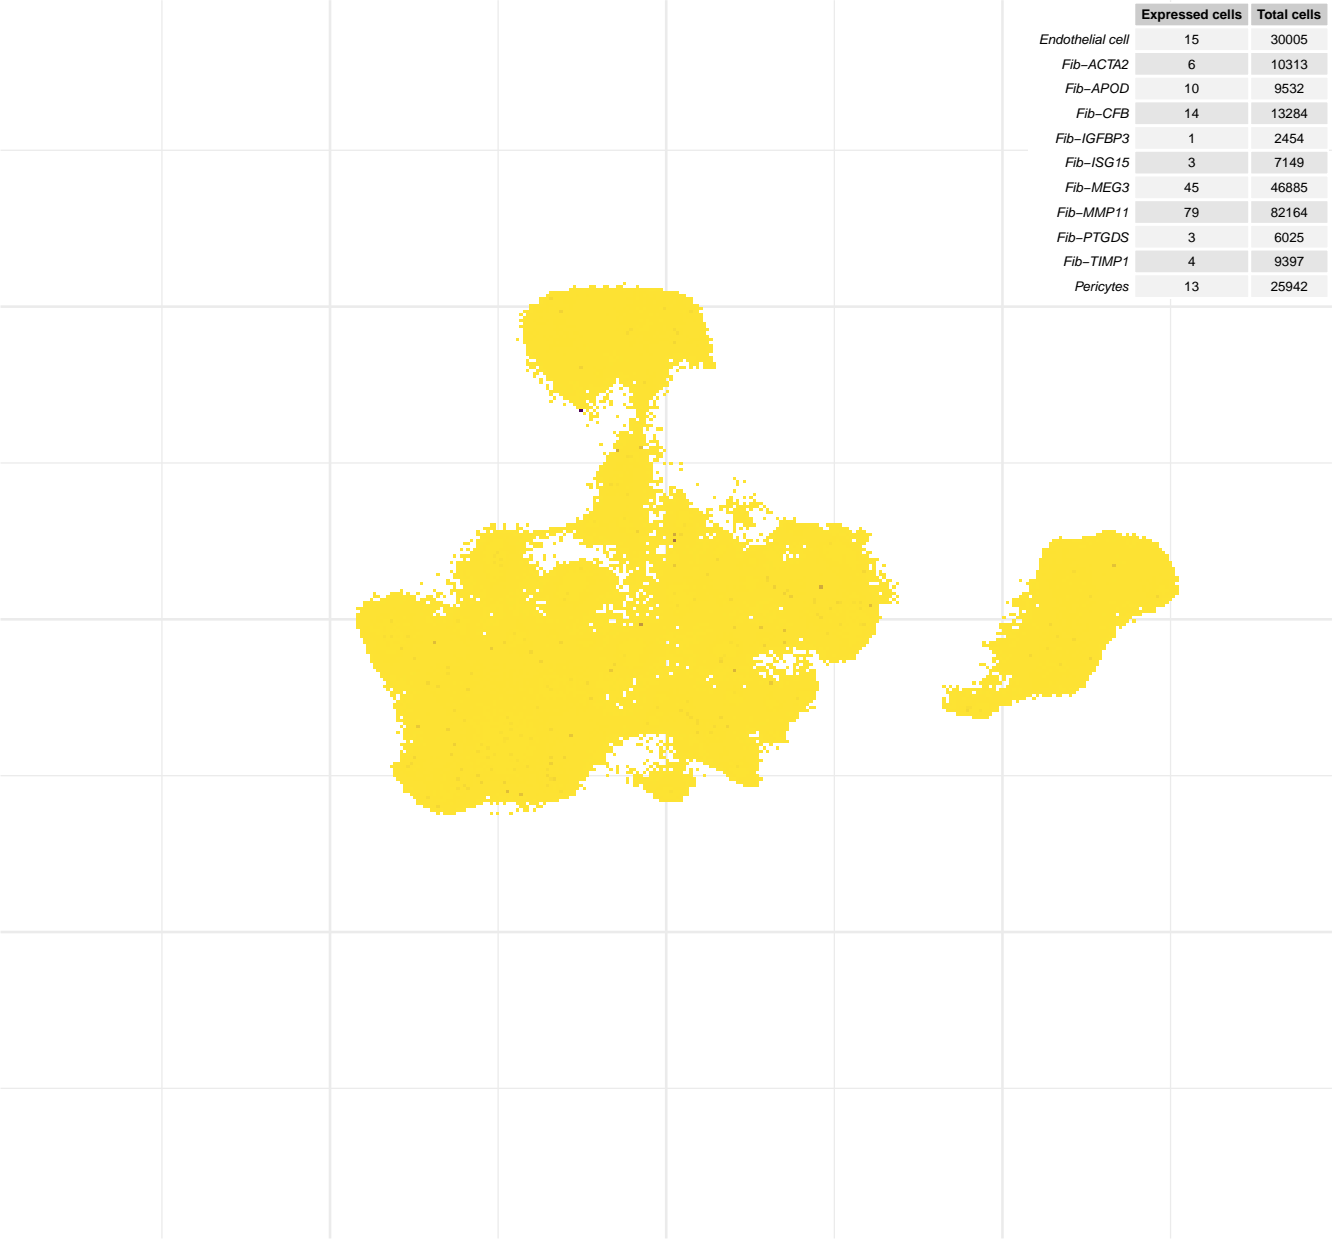 Expressed cells Total cells
Endothelial cell 15 30005
Fib−ACTA2 6 10313
Fib−APOD 10 9532
Fib−CFB 14 13284
Fib−IGFBP3 1 2454
Fib−ISG15 3 7149
Fib−MEG3 45 46885
Fib−MMP11 79 82164
Fib−PTGDS 3 6025
Fib−TIMP1 4 9397
Pericytes 13 25942